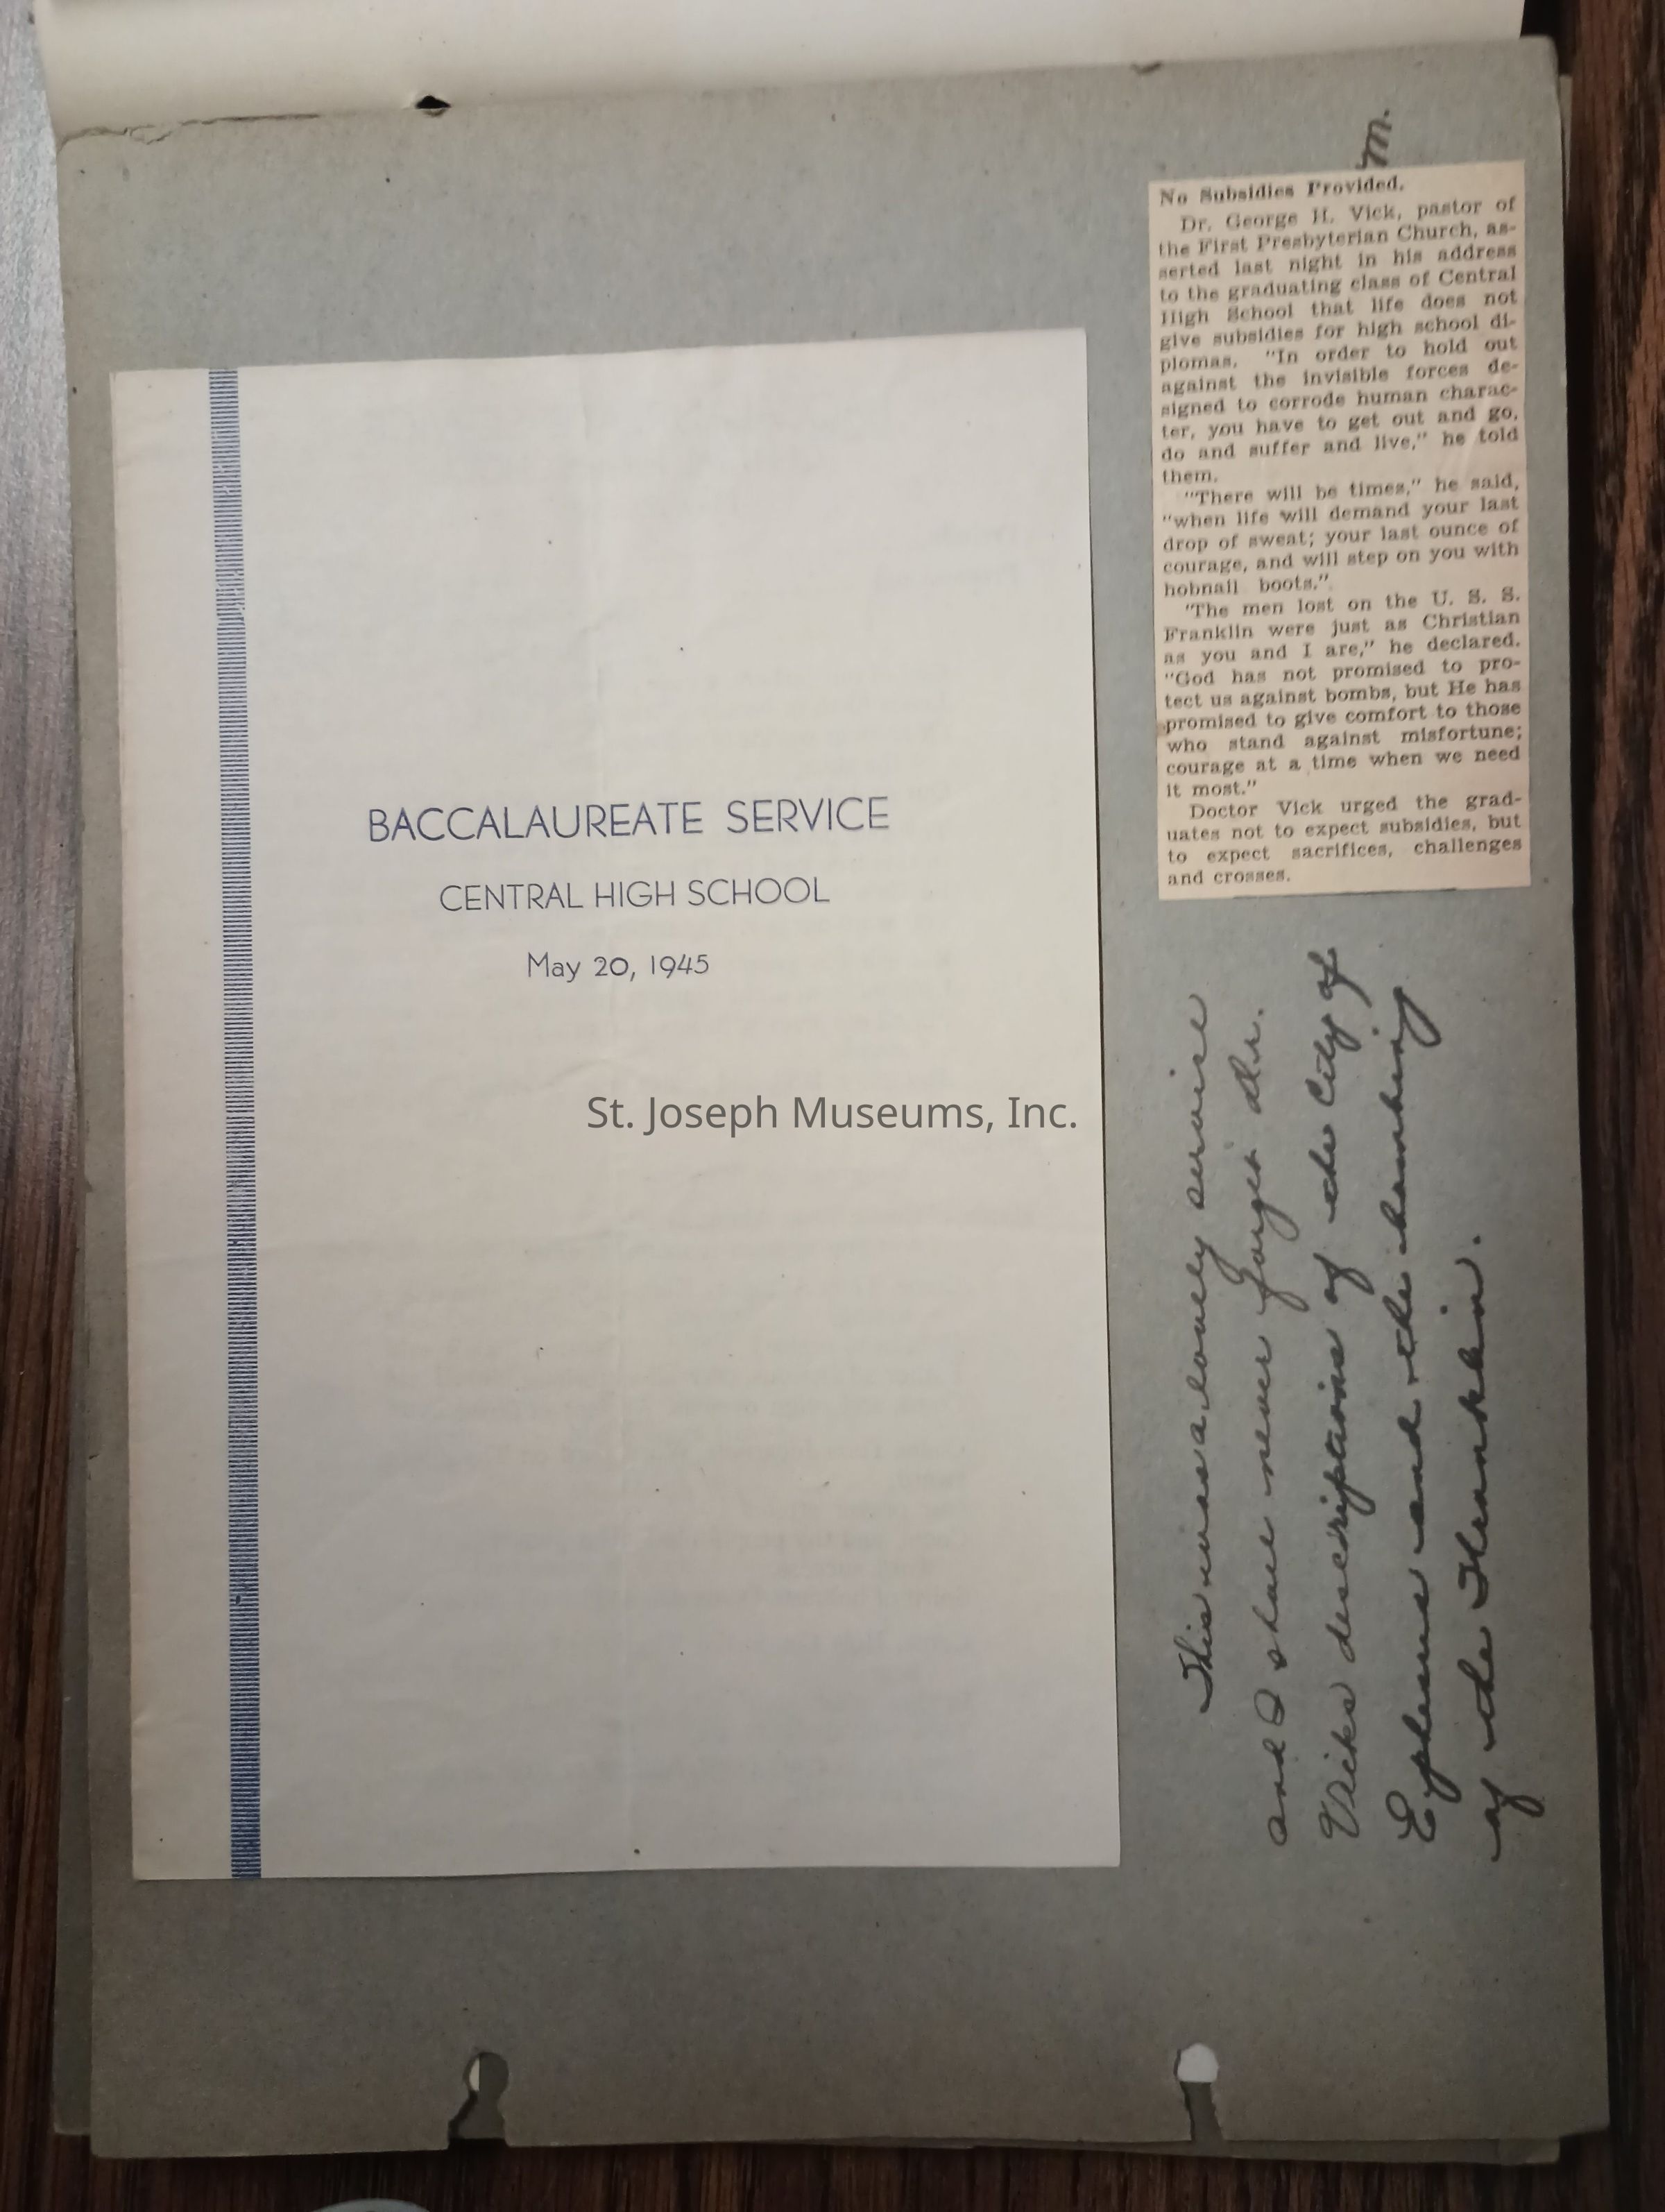 BACCALAUREATE SERVICE
CENTRAL HIGH SCHOOL
May 20, 1945
St. Joseph Museums, Inc.
m.
No Subsidies Provided.
Dr. George H. Vick, pastor of
the First Presbyterian Church, as-
serted last night in his address
to the graduating class of Central
High School that life does not
give subsidies for high school di-
plomas. "In order to hold out
against the invisible forces de-
signed to corrode human charac-
ter, you have to get out and go,
do and suffer and live," he told
them.
"There will be times," he said,
"when life will demand your last
drop of sweat; your last ounce of
courage, and will step on you with
hobnail boots."
"The men lost on the U. S. S.
Franklin were just as Christian
as you and I are," he declared.
"God has not promised to pro-
tect us against bombs, but He has
promised to give comfort to those
who stand against misfortune;
courage at a time when we need
it most."
Doctor Vick urged the grad-
uates not to expect subsidies, but
to expect sacrifices, challenges
and crosses.
This was a lovely service
and I shall never forget Dr.
Vicks descriptions of the City of
Ephesus and the bombing
of the Franklin.